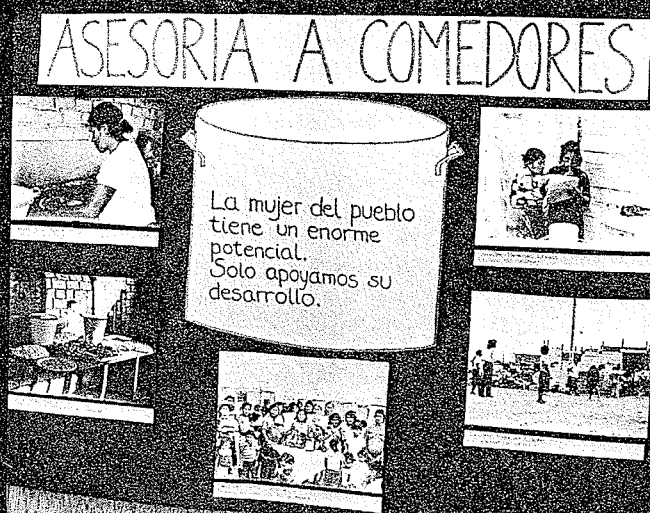 ASESORIA A COMEDORES
La mujer del pueblo
tiene un enorme
potencial.
Solo apoyamos su
desarrollo.